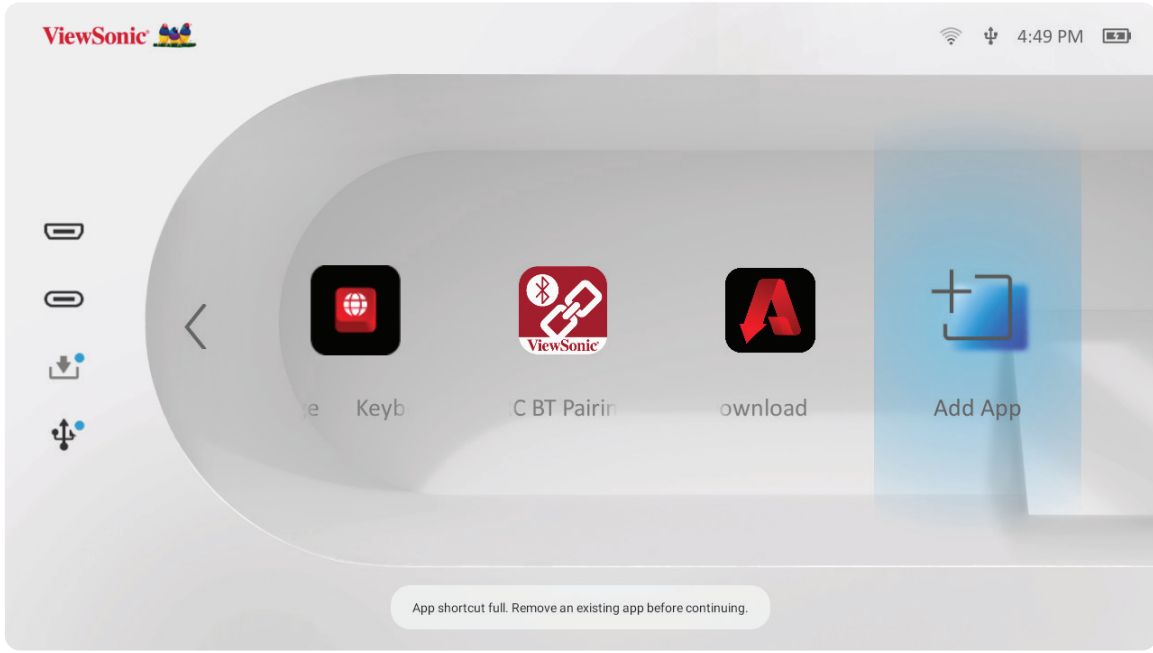 ViewSonic
4:49 PM
ViewSonic
e Keyb
C BT Pairin
ownload
Add App
App shortcut full. Remove an existing app before continuing.